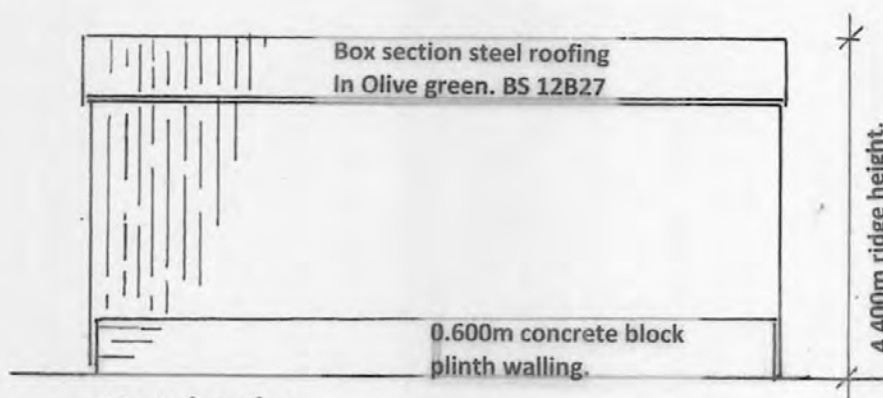 Box section steel roofing
In Olive green. BS 12B27
4.400m ridge height.
0.600m concrete block
plinth walling.